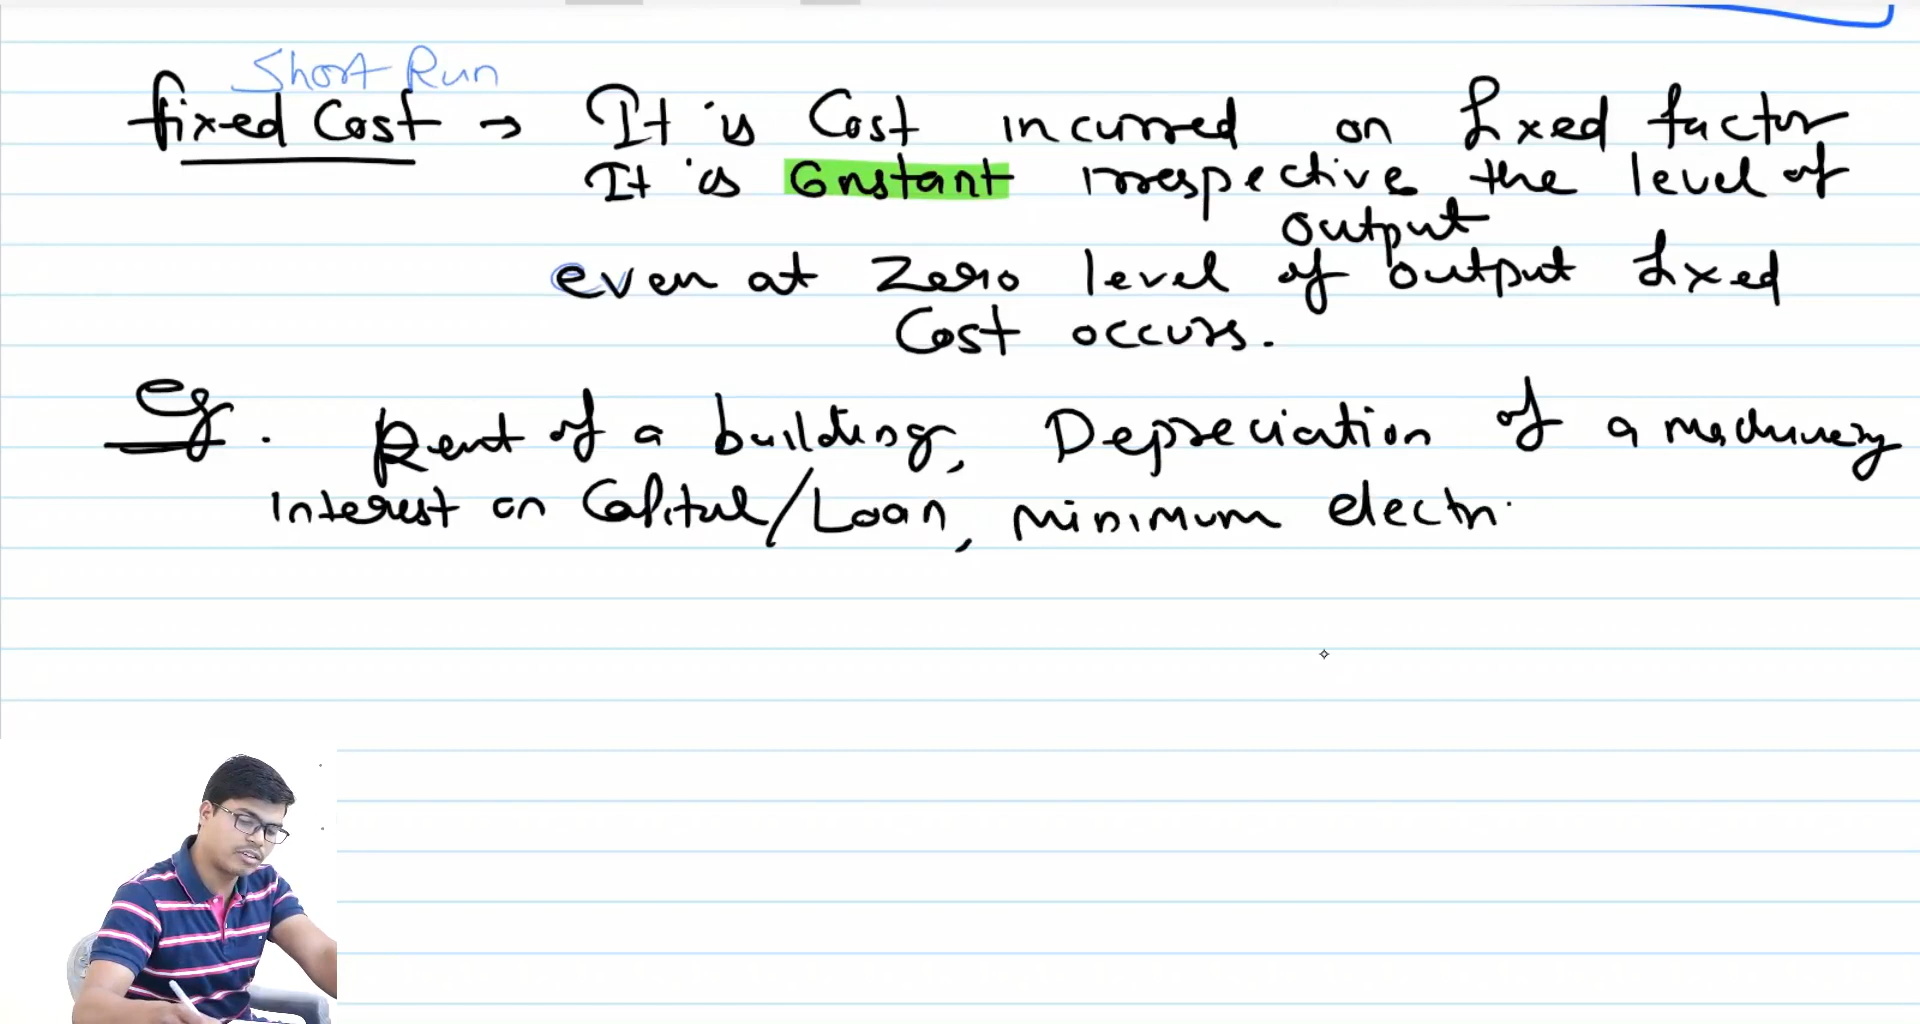 Short Run
fixed Cost → It is Cost incurred on fixed factor
It is Constant irrespective the level of
output
even at Zero level of output fixed
Cost occurs.
eg. Rent of a building, Depreciation of a machinery
Interest on Capital/Loan, minimum electri